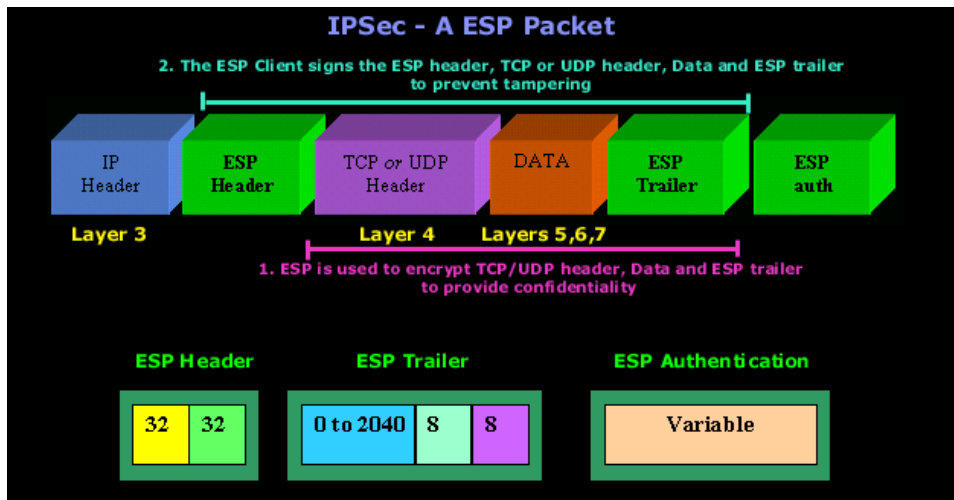 IPSec - A ESP Packet
2. The ESP Client signs the ESP header, TCP or UDP header, Data and ESP trailer
to prevent tampering
IP
Header
ESP
Header
TCP or UDP
Header
DATA
ESP
Trailer
ESP
auth
Layer 3
Layer 4
Layers 5,6,7
1. ESP is used to encrypt TCP/UDP header, Data and ESP trailer
to provide confidentiality
ESP Header
ESP Trailer
ESP Authentication
32
32
0 to 2040
8
8
Variable